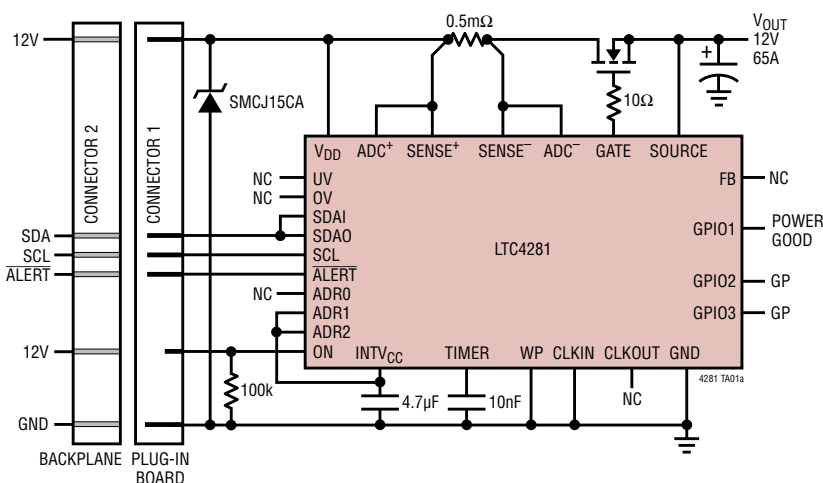 0.5mΩ
12V
V_OUT
12V
65A
+
SMCJ15CA
10Ω
CONNECTOR 2
CONNECTOR 1
V_DD
ADC⁺
SENSE⁺
SENSE⁻
ADC⁻
GATE
SOURCE
NC
UV
FB
NC
NC
OV
SDAI
SDA
SDAO
GPIO1
POWER
GOOD
SCL
SCL
LTC4281
ALERT
ALERT
NC
ADR0
GPIO2
GP
ADR1
GPIO3
GP
ADR2
12V
ON
INTV_CC
TIMER
WP
CLKIN
CLKOUT
GND
4281 TA01a
100k
4.7µF
10nF
NC
GND
BACKPLANE
PLUG-IN
BOARD